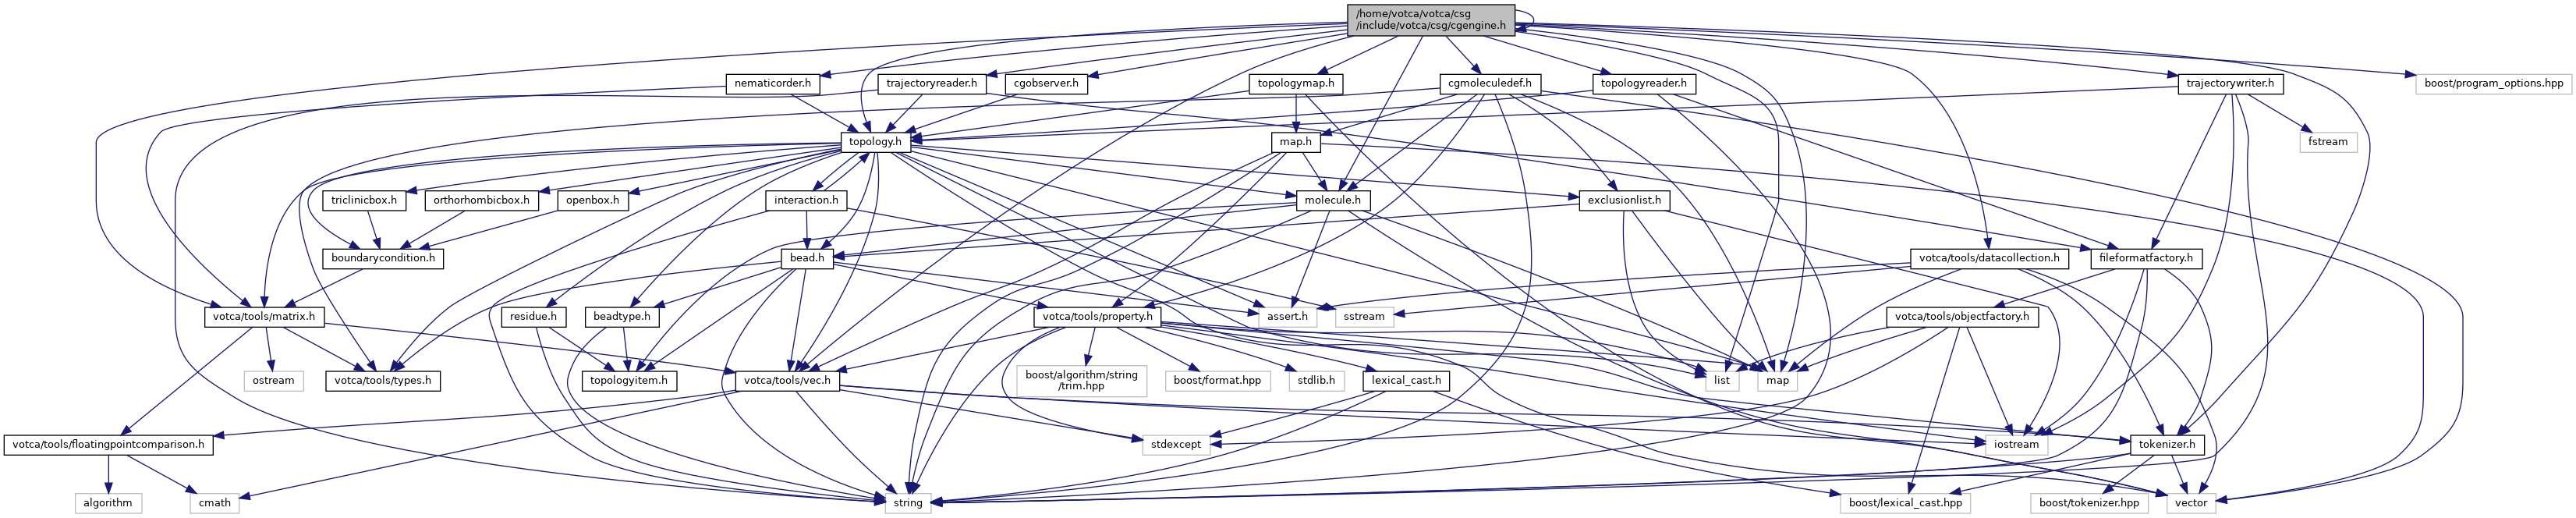 /home/votca/votca/csg
/include/votca/csg/cgengine.h
nematicorder.h
trajectoryreader.h
cgobserver.h
topologymap.h
cgmoleculedef.h
topologyreader.h
trajectorywriter.h
boost/program_options.hpp
topology.h
map.h
fstream
triclinicbox.h
orthorhombicbox.h
openbox.h
interaction.h
molecule.h
exclusionlist.h
boundarycondition.h
bead.h
votca/tools/datacollection.h
fileformatfactory.h
votca/tools/matrix.h
residue.h
beadtype.h
votca/tools/property.h
assert.h
sstream
votca/tools/objectfactory.h
ostream
votca/tools/types.h
topologyitem.h
votca/tools/vec.h
boost/algorithm/string
/trim.hpp
boost/format.hpp
stdlib.h
lexical_cast.h
list
map
votca/tools/floatingpointcomparison.h
stdexcept
iostream
tokenizer.h
algorithm
cmath
string
boost/lexical_cast.hpp
boost/tokenizer.hpp
vector